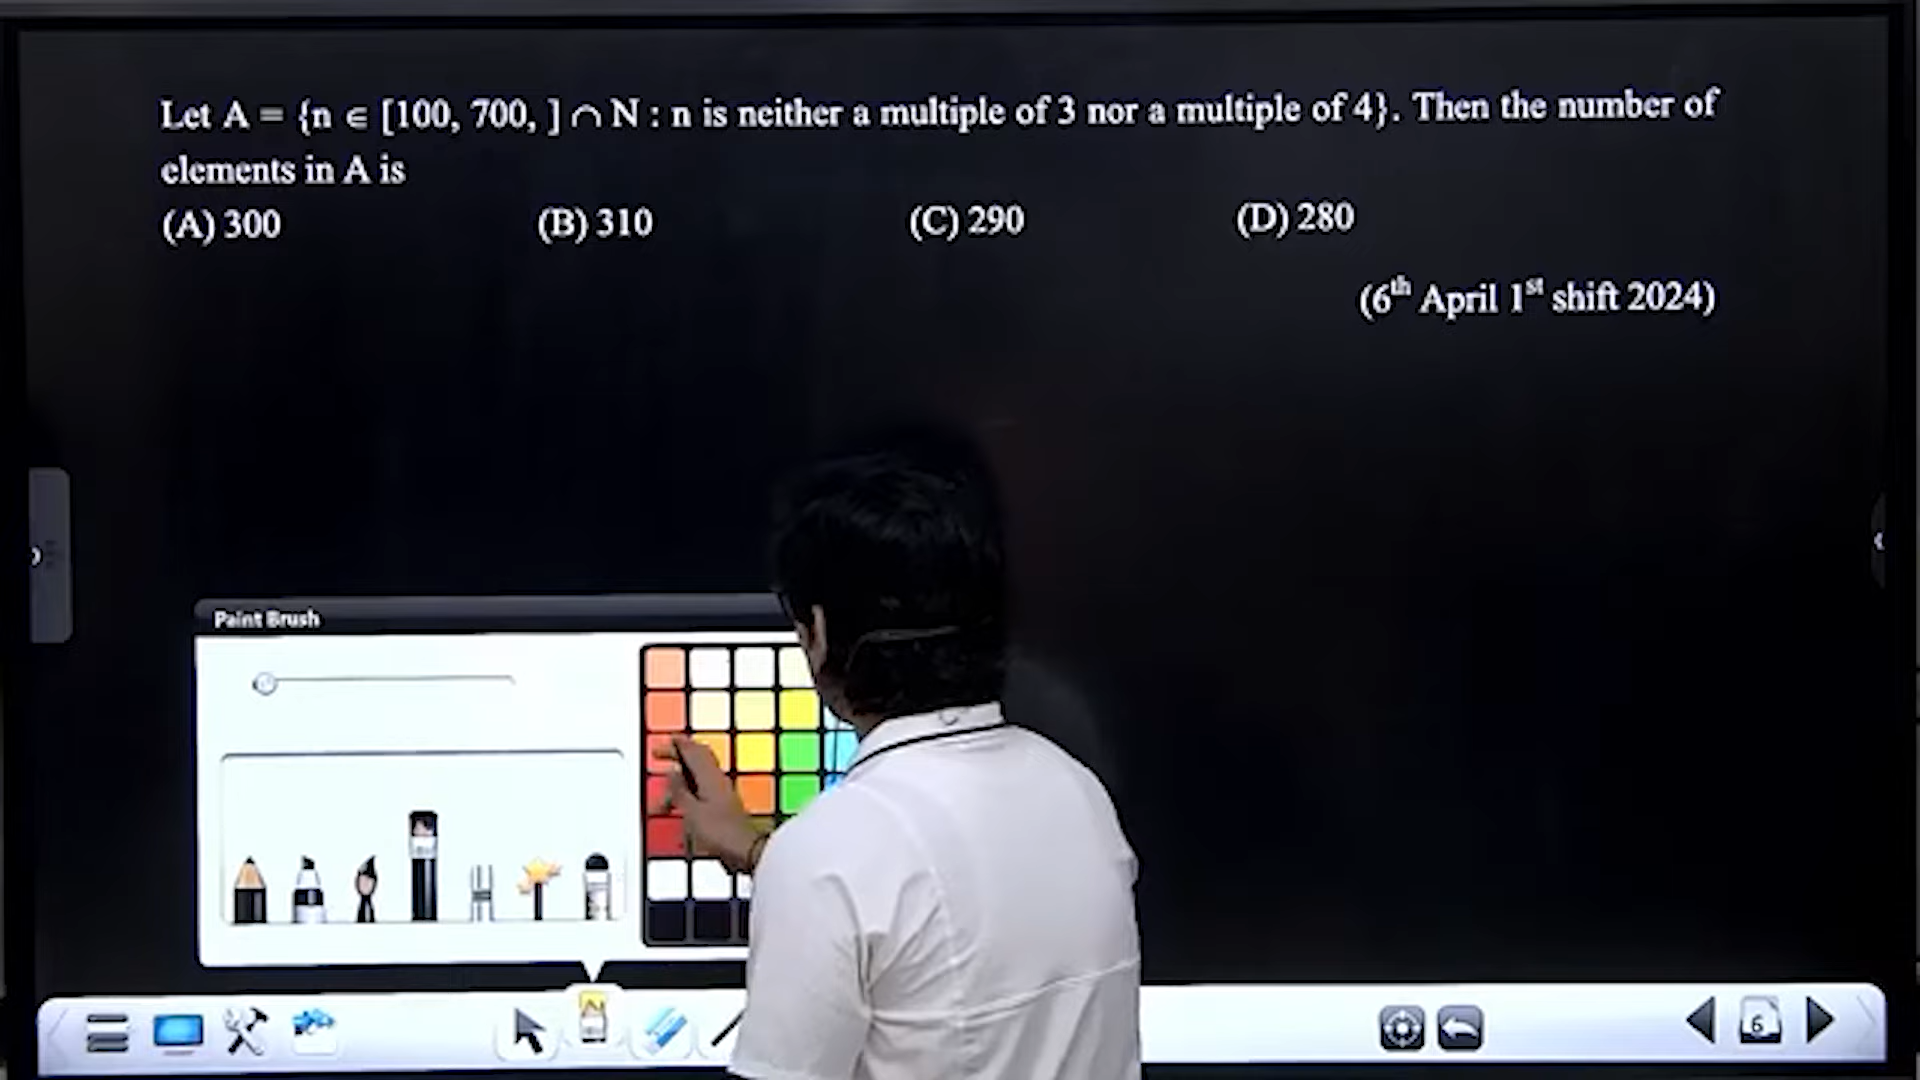 Let A = {n ∈ [100, 700, ] ∩ N : n is neither a multiple of 3 nor a multiple of 4}. Then the number of
elements in A is
(A) 300 (B) 310 (C) 290 (D) 280
(6th April 1st shift 2024)
Paint Brush
6